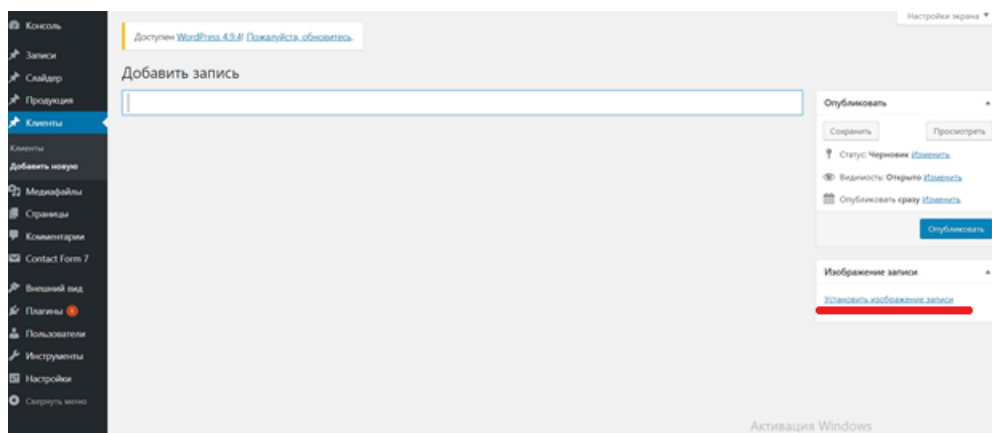 Настройки экрана ▼
Консоль
Записи
Слайдер
Продукция
Клиенты
Клиенты
Добавить новую
Медиафайлы
Страницы
Комментарии
Contact Form 7
Внешний вид
Плагины 1
Пользователи
Инструменты
Настройки
Свернуть меню
Доступен WordPress 4.9.4! Пожалуйста, обновитесь.
Добавить запись
Опубликовать
Сохранить
Просмотреть
Статус: Черновик Изменить
Видимость: Открыто Изменить
Опубликовать сразу Изменить
Опубликовать
Изображение записи
Установить изображение записи
Активация Windows